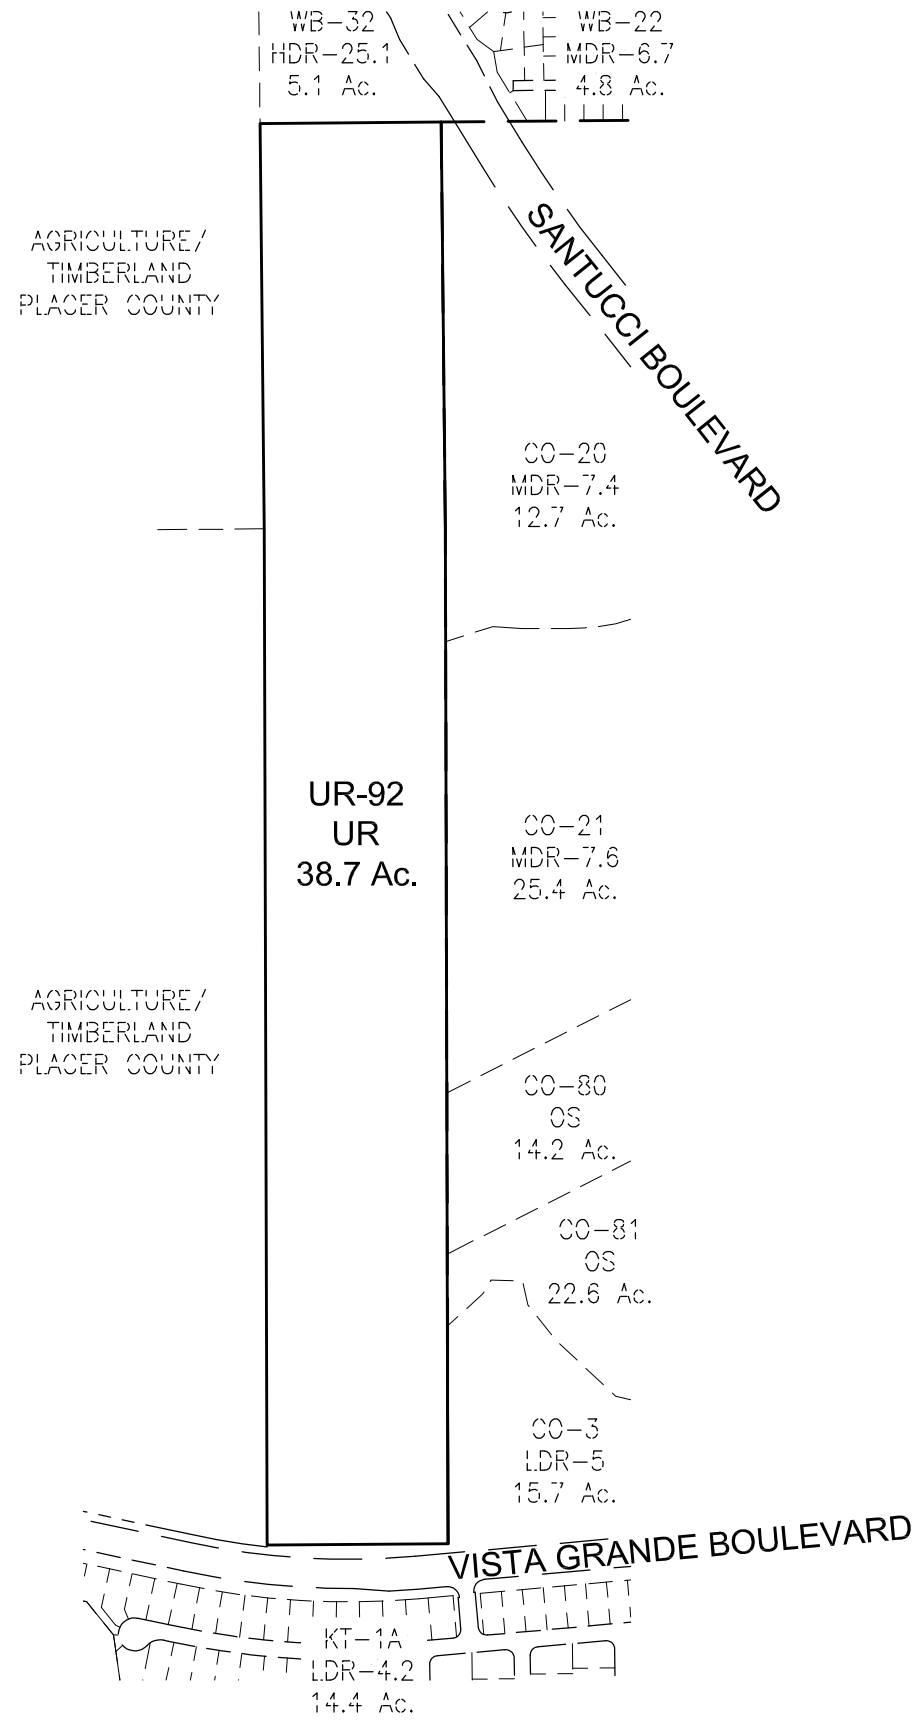 WB-32
HDR-25.1
5.1 Ac.
WB-22
MDR-6.7
4.8 Ac.
AGRICULTURE/
TIMBERLAND
PLACER COUNTY
SANTUCCI BOULEVARD
CO-20
MDR-7.4
12.7 Ac.
UR-92
UR
38.7 Ac.
CO-21
MDR-7.6
25.4 Ac.
AGRICULTURE/
TIMBERLAND
PLACER COUNTY
CO-80
OS
14.2 Ac.
CO-81
OS
22.6 Ac.
CO-3
LDR-5
15.7 Ac.
VISTA GRANDE BOULEVARD
KT-1A
LDR-4.2
14.4 Ac.